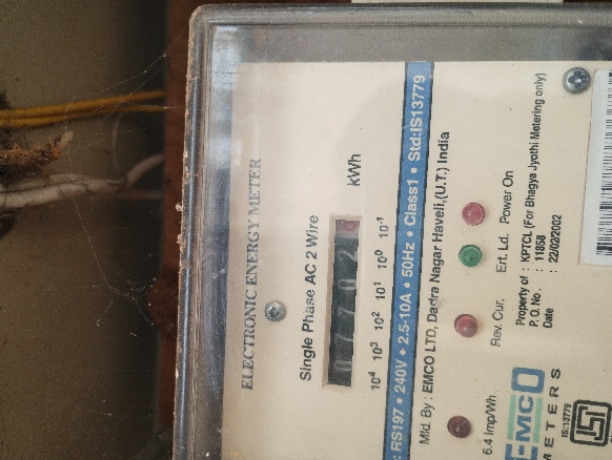 ELECTRONIC ENERGY METER
Single Phase AC 2 Wire
07702
kWh
10⁴ 10³ 10² 10¹ 10⁰ 10⁻¹
: RS197 • 240V • 2.5-10A • 50Hz • Class1 • Std:IS13779
Mfd. By : EMCO LTD, Dadra Nagar Haveli,(U.T.) India
6.4 Imp/Wh. Rev. Cur. Ert. Ld. Power On
EMCO
METERS
Property of : KPTCL (For Bhagya Jyothi Metering only)
P. O. No. : 11858
Date : 22/02/2002
IS:13779